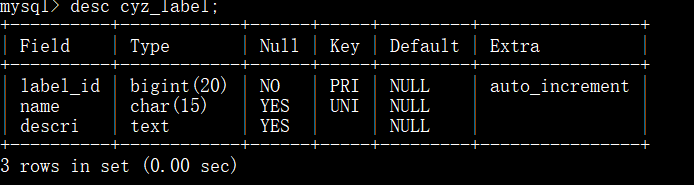 mysql> desc cyz_label;
+----------+------------+------+-----+---------+----------------+
| Field    | Type       | Null | Key | Default | Extra          |
+----------+------------+------+-----+---------+----------------+
| label_id | bigint(20) | NO   | PRI | NULL    | auto_increment |
| name     | char(15)   | YES  | UNI | NULL    |                |
| descri   | text       | YES  |     | NULL    |                |
+----------+------------+------+-----+---------+----------------+
3 rows in set (0.00 sec)